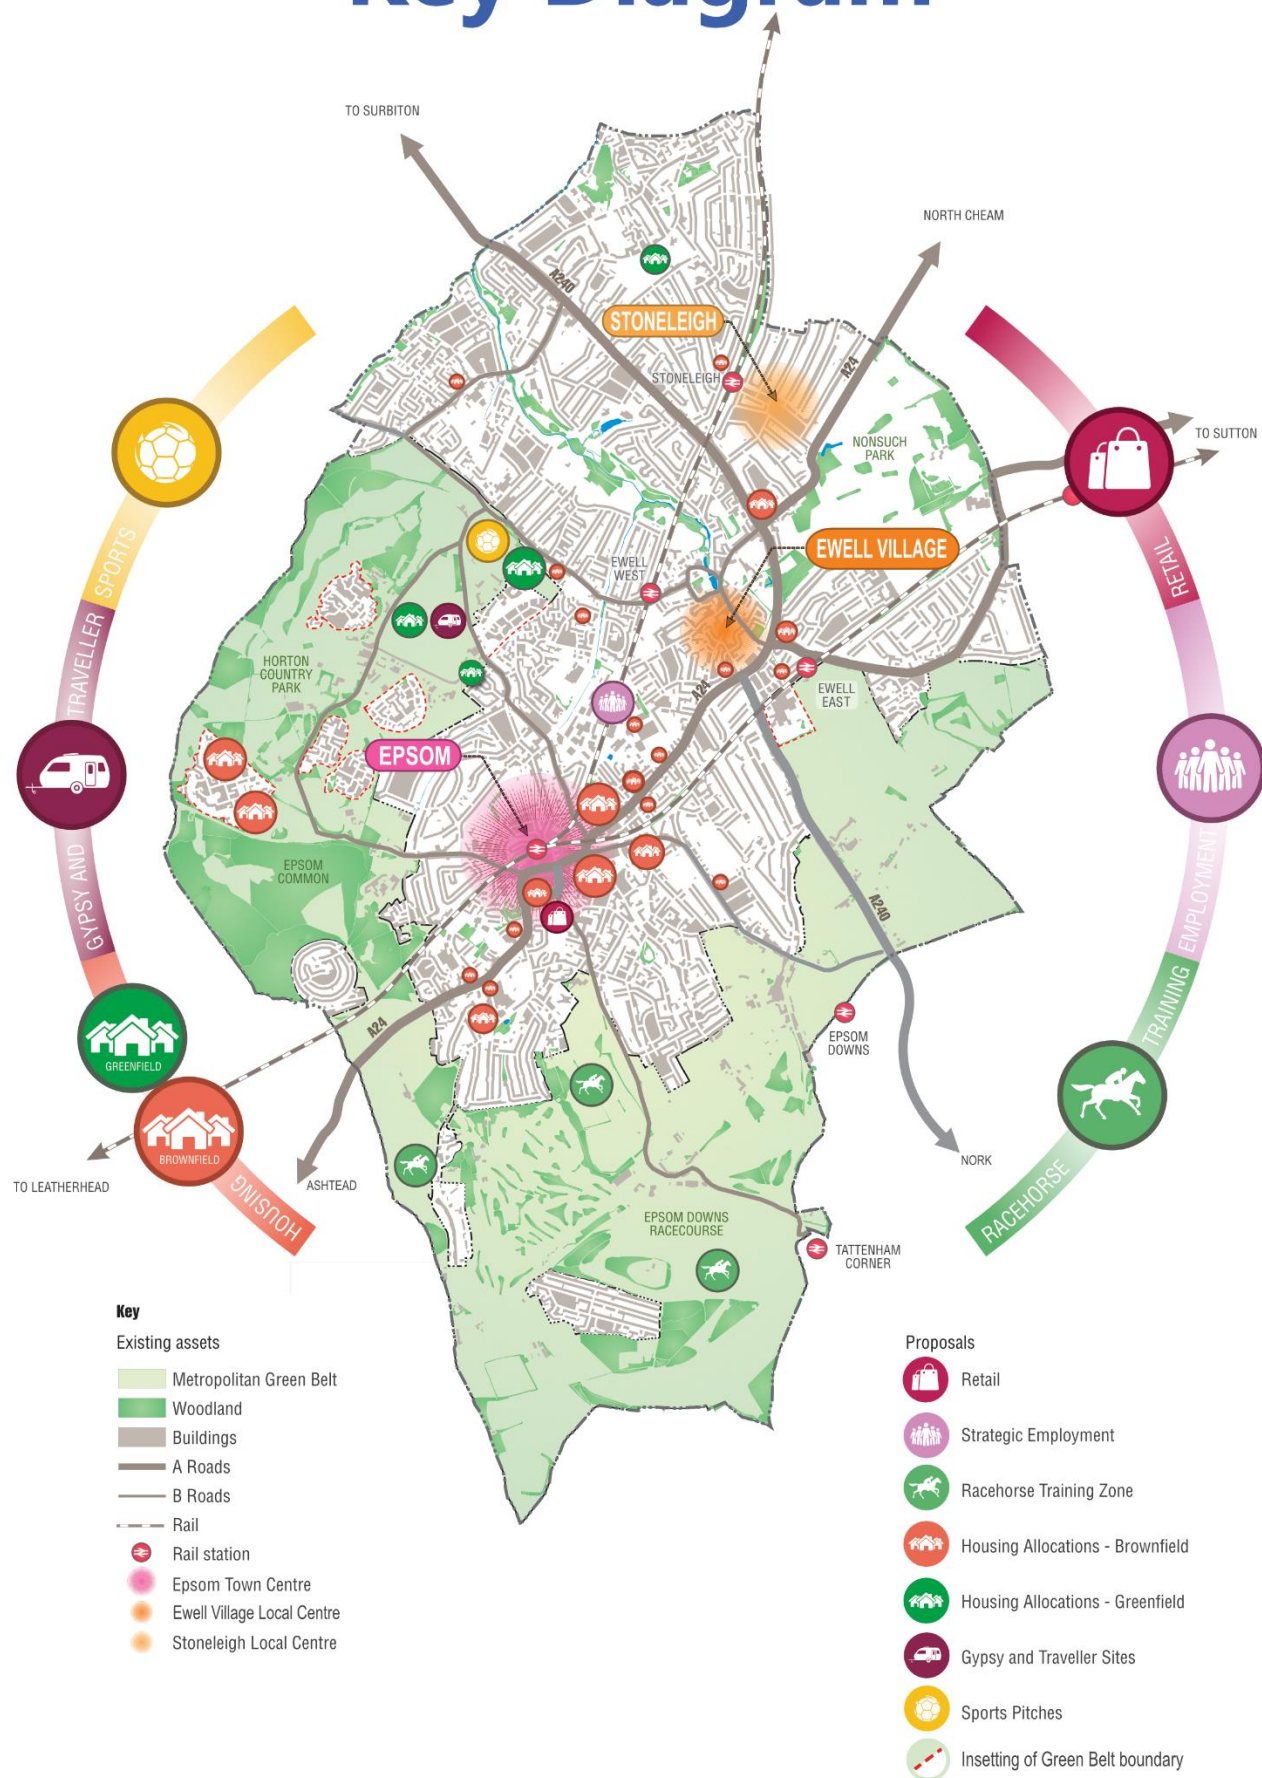 Key Diagram
TO SURBITON
NORTH CHEAM
A240
STONELEIGH
STONELEIGH
A24
NONSUCH
PARK
TO SUTTON
EWELL VILLAGE
EWELL
WEST
SPORTS
RETAIL
TRAVELLER
HORTON
COUNTRY
PARK
EWELL
EAST
A24
EPSOM
GYPSY AND
EMPLOYMENT
EPSOM
COMMON
A240
TRAINING
A24
EPSOM
DOWNS
GREENFIELD
BROWNFIELD
NORK
TO LEATHERHEAD
ASHTEAD
HOUSING
RACEHORSE
EPSOM DOWNS
RACECOURSE
TATTENHAM
CORNER
Key
Existing assets
Metropolitan Green Belt
Woodland
Buildings
A Roads
B Roads
Rail
Rail station
Epsom Town Centre
Ewell Village Local Centre
Stoneleigh Local Centre
Proposals
Retail
Strategic Employment
Racehorse Training Zone
Housing Allocations - Brownfield
Housing Allocations - Greenfield
Gypsy and Traveller Sites
Sports Pitches
Insetting of Green Belt boundary